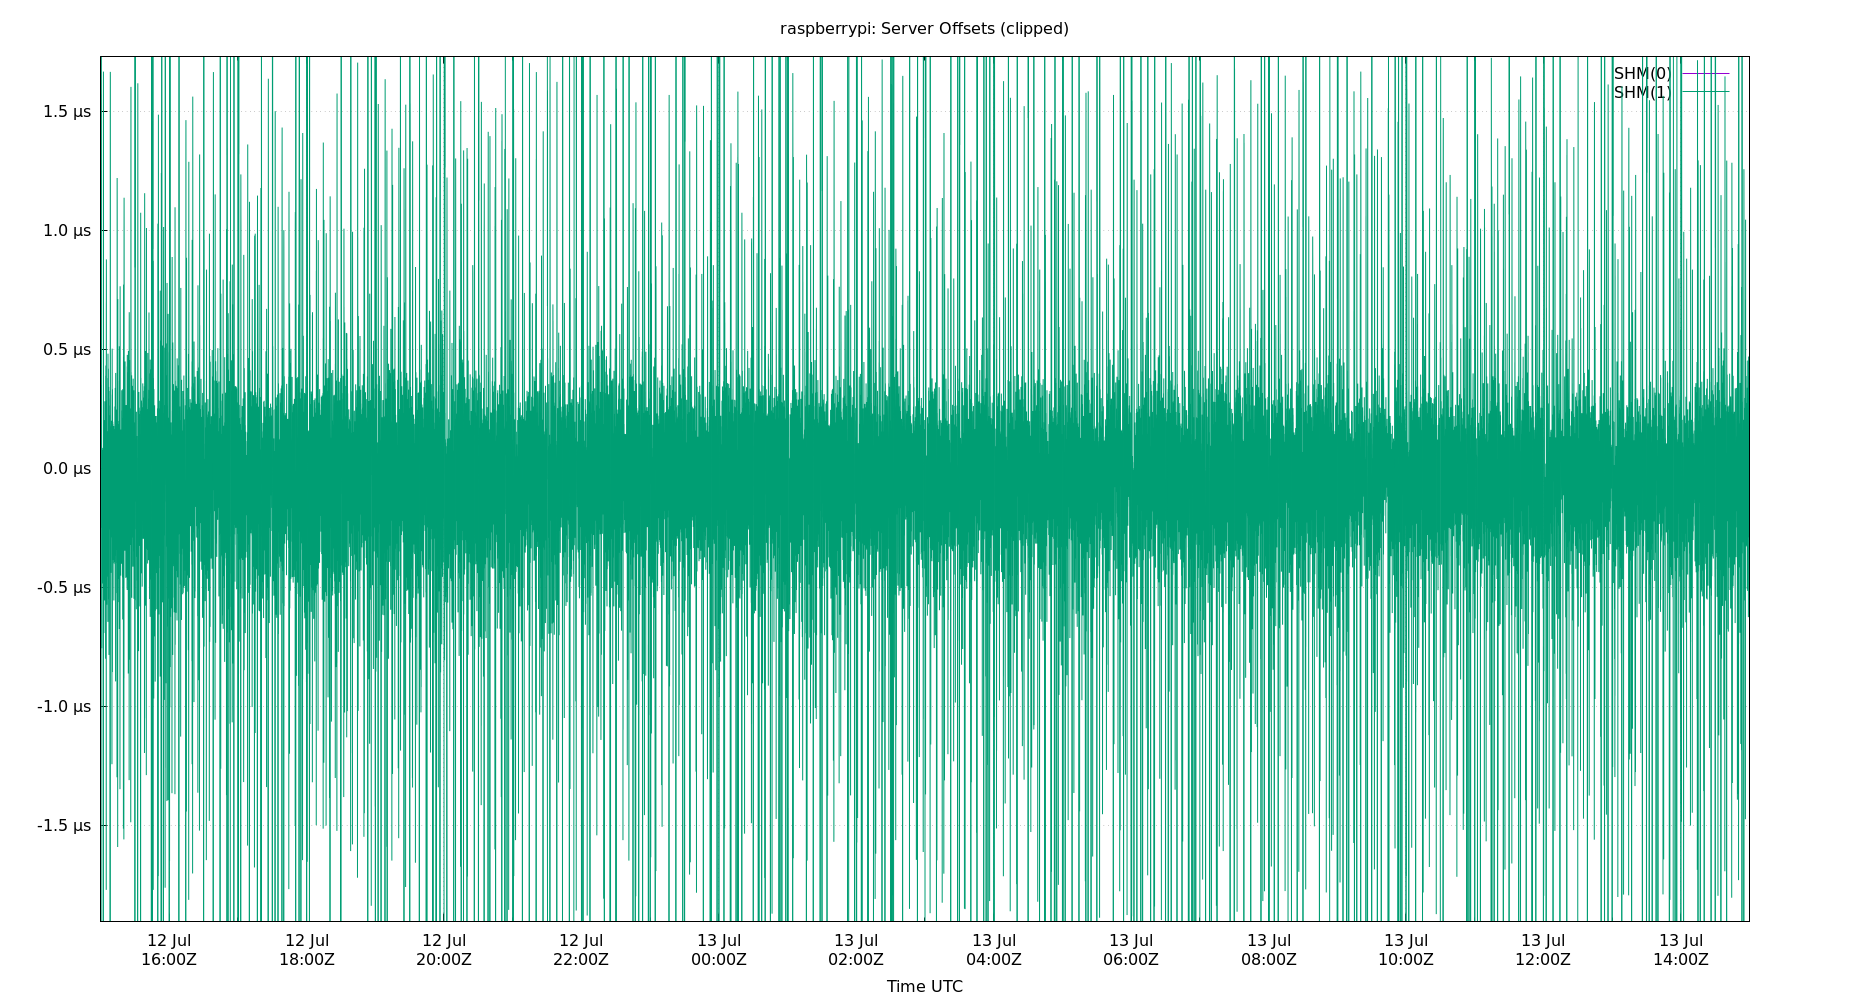 raspberrypi: Server Offsets (clipped)
SHM(0)
SHM(1)
1.5 µs
1.0 µs
0.5 µs
0.0 µs
-0.5 µs
-1.0 µs
-1.5 µs
12 Jul 12 Jul 12 Jul 12 Jul 13 Jul 13 Jul 13 Jul 13 Jul 13 Jul 13 Jul 13 Jul 13 Jul
16:00Z 18:00Z 20:00Z 22:00Z 00:00Z 02:00Z 04:00Z 06:00Z 08:00Z 10:00Z 12:00Z 14:00Z
Time UTC